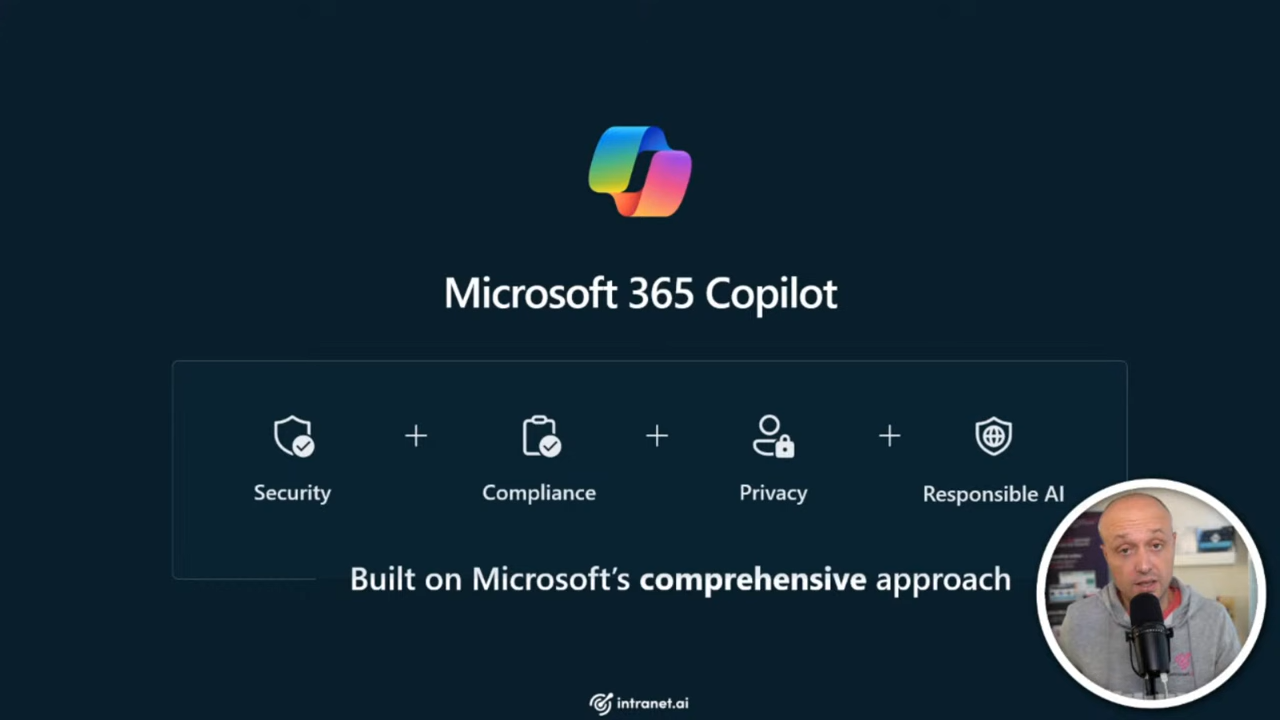 Microsoft 365 Copilot
Security + Compliance + Privacy + Responsible AI
Built on Microsoft's comprehensive approach
intranet.ai